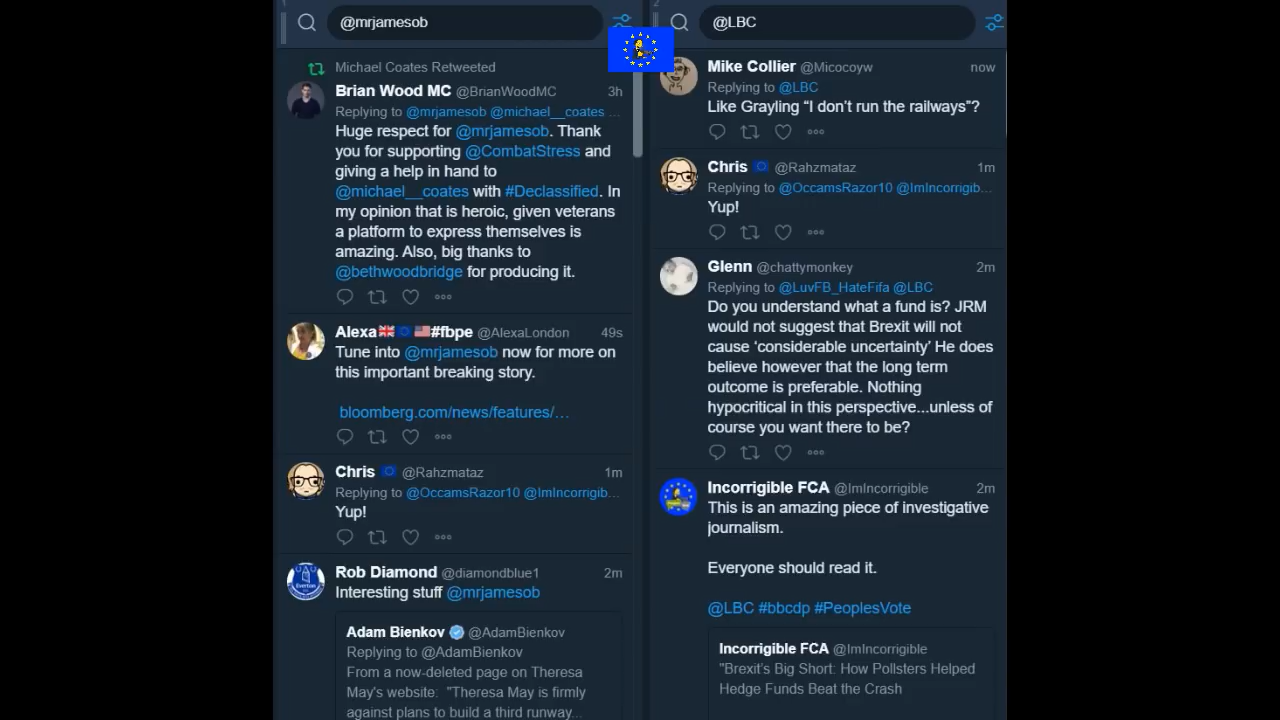 @mrjamesob
Michael Coates Retweeted
Brian Wood MC @BrianWoodMC 3h
Replying to @mrjamesob @michael__coates ...
Huge respect for @mrjamesob. Thank
you for supporting @CombatStress and
giving a help in hand to
@michael__coates with #Declassified. In
my opinion that is heroic, given veterans
a platform to express themselves is
amazing. Also, big thanks to
@bethwoodbridge for producing it.
Alexa #fbpe @AlexaLondon 49s
Tune into @mrjamesob now for more on
this important breaking story.
bloomberg.com/news/features/...
Chris @Rahzmataz 1m
Replying to @OccamsRazor10 @ImIncorrigib...
Yup!
Rob Diamond @diamondblue1 2m
Interesting stuff @mrjamesob
Adam Bienkov @AdamBienkov
Replying to @AdamBienkov
From a now-deleted page on Theresa
May's website: "Theresa May is firmly
against plans to build a third runway...
@LBC
Mike Collier @Micocoyw now
Replying to @LBC
Like Grayling “I don’t run the railways”?
Chris @Rahzmataz 1m
Replying to @OccamsRazor10 @ImIncorrigib...
Yup!
Glenn @chattymonkey 2m
Replying to @LuvFB_HateFifa @LBC
Do you understand what a fund is? JRM
would not suggest that Brexit will not
cause ‘considerable uncertainty’ He does
believe however that the long term
outcome is preferable. Nothing
hypocritical in this perspective...unless of
course you want there to be?
Incorrigible FCA @ImIncorrigible 2m
This is an amazing piece of investigative
journalism.
Everyone should read it.
@LBC #bbcdp #PeoplesVote
Incorrigible FCA @ImIncorrigible
"Brexit's Big Short: How Pollsters Helped
Hedge Funds Beat the Crash